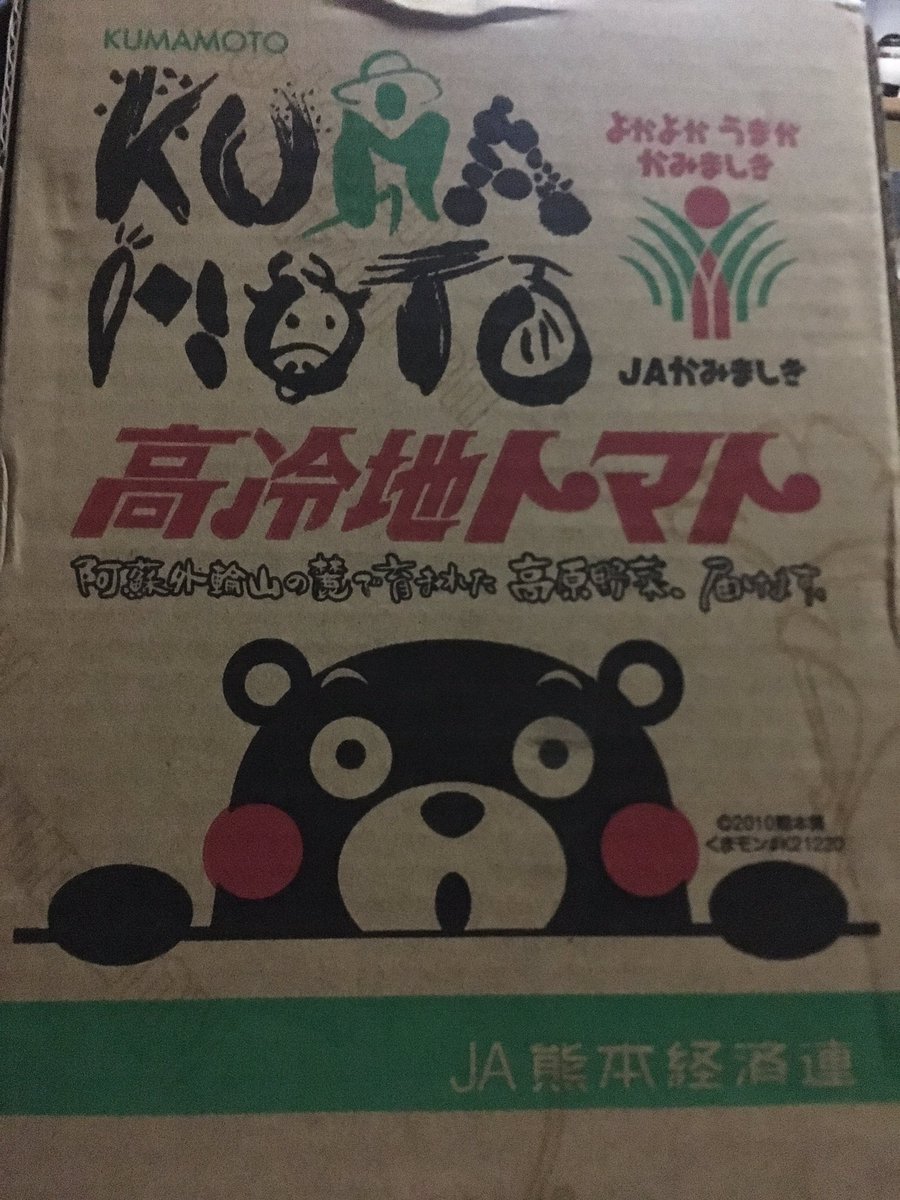 KUMAMOTO
KUMA
MOTO
よかよか うまか
かみましき
JAかみましき
高冷地トマト
阿蘇外輪山の麓で育まれた 高原野菜、届けます。
©2010熊本県
くまモン#K21220
JA 熊本経済連